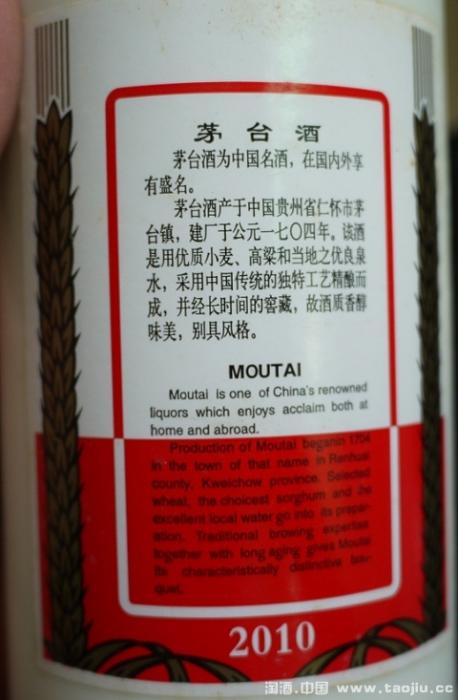 茅台酒
茅台酒为中国名酒，在国内外享
有盛名。
茅台酒产于中国贵州省仁怀市茅
台镇，建厂于公元一七〇四年。该酒
是用优质小麦、高粱和当地之优良泉
水，采用中国传统的独特工艺精酿而
成，并经长时间的窖藏，故酒质香醇
味美，别具风格。
MOUTAI
Moutai is one of China's renowned
liquors which enjoys acclaim both at
home and abroad.
Production of Moutai began in 1704
in the town of that name in Renhuai
county, Kweichow province. Selected
wheat, the choicest sorghum and the
excellent local water go into its prepar-
ation. Traditional browing expertise
together with long aging gives Moutai
its characteristically distinctive bou-
quet.
2010
淘酒.中国 www.taojiu.cc